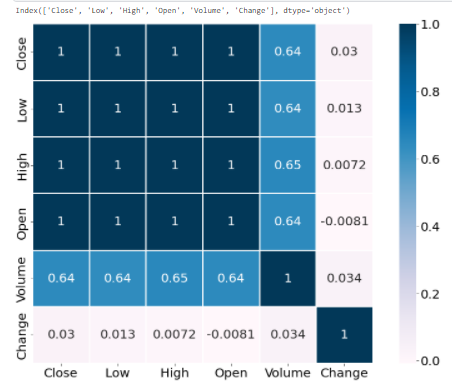 Index(['Close', 'Low', 'High', 'Open', 'Volume', 'Change'], dtype='object')
Close 1 1 1 1 0.64 0.03
Low 1 1 1 1 0.64 0.013
High 1 1 1 1 0.65 0.0072
Open 1 1 1 1 0.64 -0.0081
Volume 0.64 0.64 0.65 0.64 1 0.034
Change 0.03 0.013 0.0072 -0.0081 0.034 1
Close Low High Open Volume Change
1.0
0.8
0.6
0.4
0.2
0.0